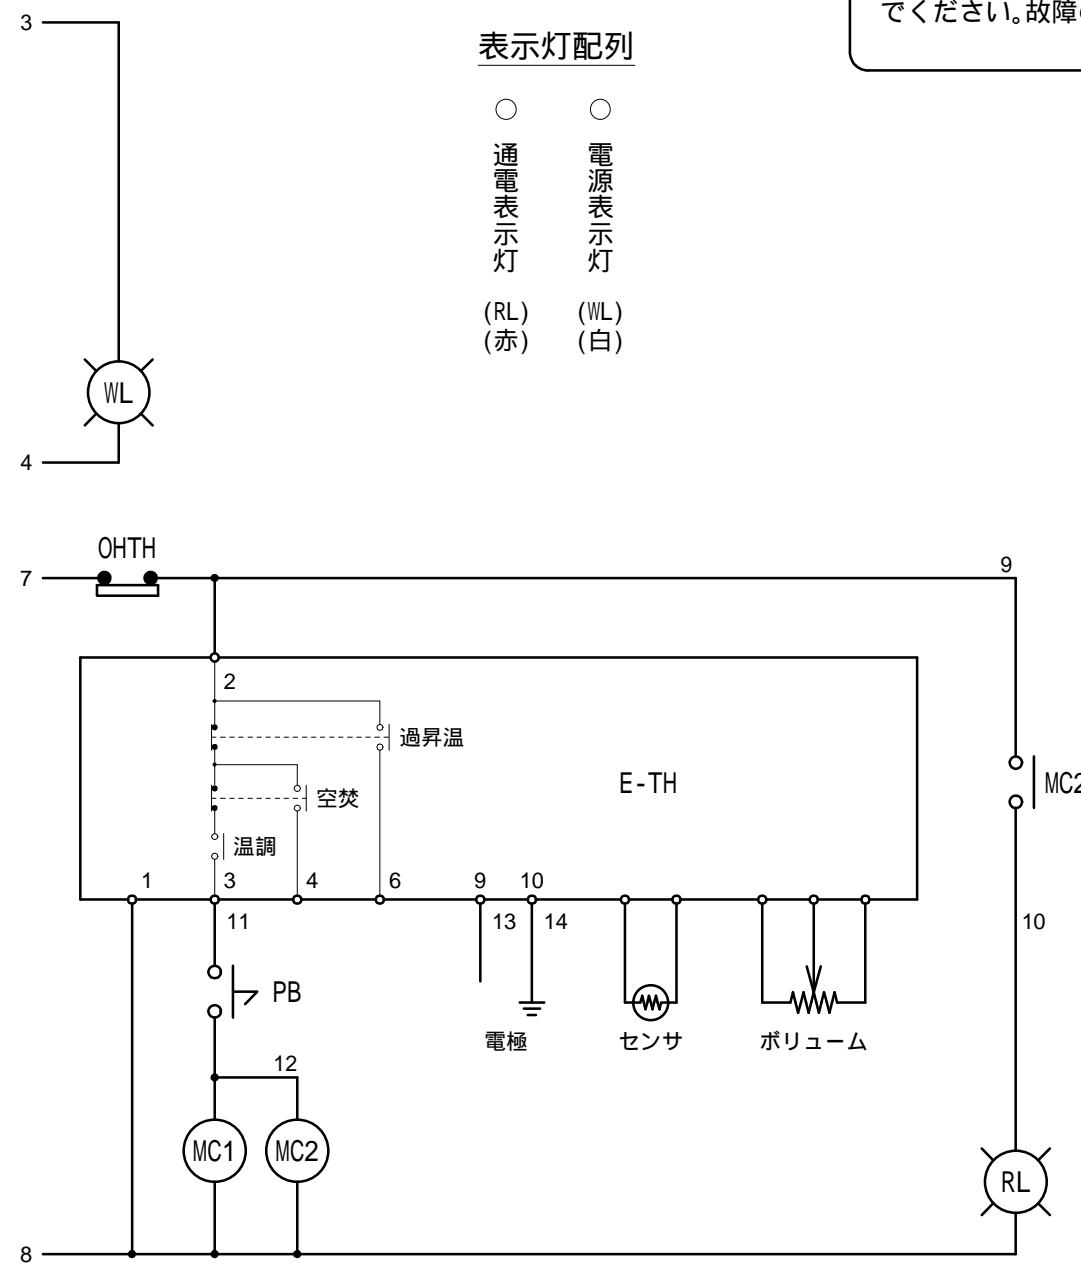 でください。故障
3
表示灯配列
通電表示灯
(RL)
(赤)
電源表示灯
(WL)
(白)
WL
4
OHTH
7
9
2
過昇温
空焚
温調
E-TH
MC2
1
3
4
6
9
10
11
13
14
10
PB
電極
センサ
ボリューム
12
MC1
MC2
RL
8